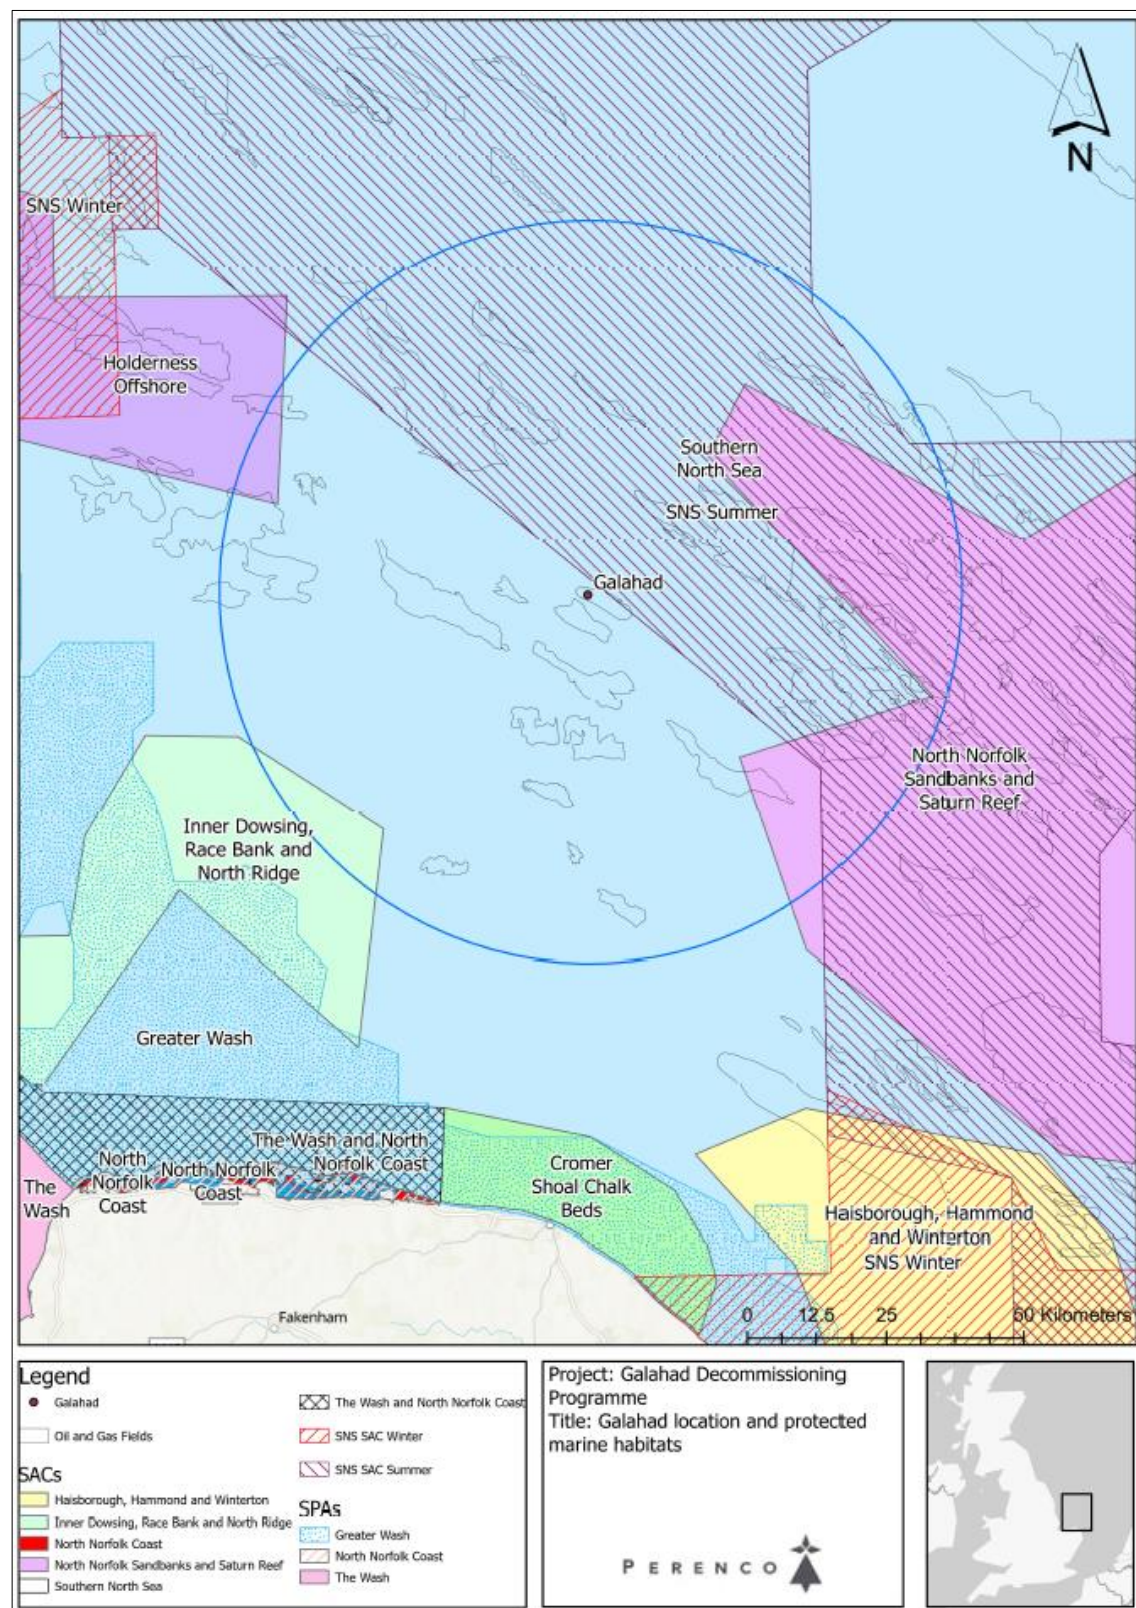 N
SNS Winter
Holderness
Offshore
Southern
North Sea
SNS Summer
Galahad
North Norfolk
Sandbanks and
Saturn Reef
Inner Dowsing,
Race Bank and
North Ridge
Greater Wash
The Wash and North
Norfolk Coast
North
Norfolk
Coast
North Norfolk
Coast
The
Wash
Cromer
Shoal Chalk
Beds
Haisborough, Hammond
and Winterton
SNS Winter
Fakenham
0 12.5 25 50 Kilometers
Legend
Galahad
Oil and Gas Fields
SACs
Haisborough, Hammond and Winterton
Inner Dowsing, Race Bank and North Ridge
North Norfolk Coast
North Norfolk Sandbanks and Saturn Reef
Southern North Sea
The Wash and North Norfolk Coast
SNS SAC Winter
SNS SAC Summer
SPAs
Greater Wash
North Norfolk Coast
The Wash
Project: Galahad Decommissioning
Programme
Title: Galahad location and protected
marine habitats
PERENCO